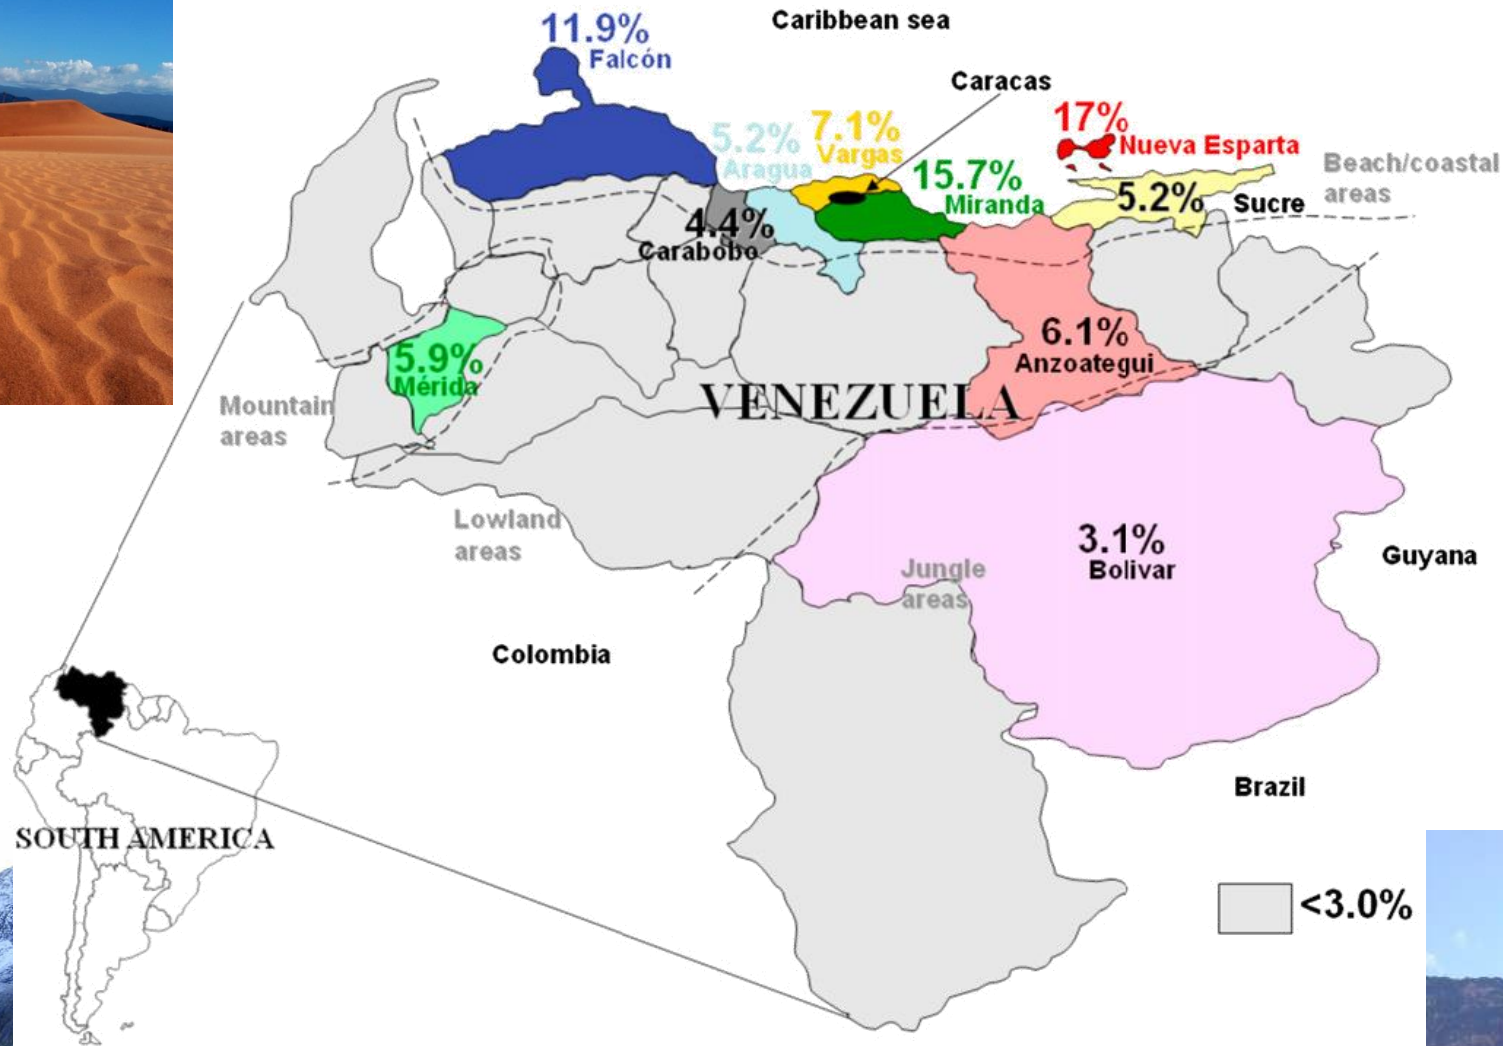 Caribbean sea
11.9%
Falcón
Caracas
17%
Nueva Esparta
5.2%
Aragua
7.1%
Vargas
15.7%
Miranda
Beach/coastal
areas
5.2%
Sucre
4.4%
Carabobo
6.1%
Anzoategui
5.9%
Mérida
VENEZUELA
Mountain
areas
Lowland
areas
3.1%
Bolivar
Jungle
areas
Guyana
Colombia
Brazil
SOUTH AMERICA
<3.0%